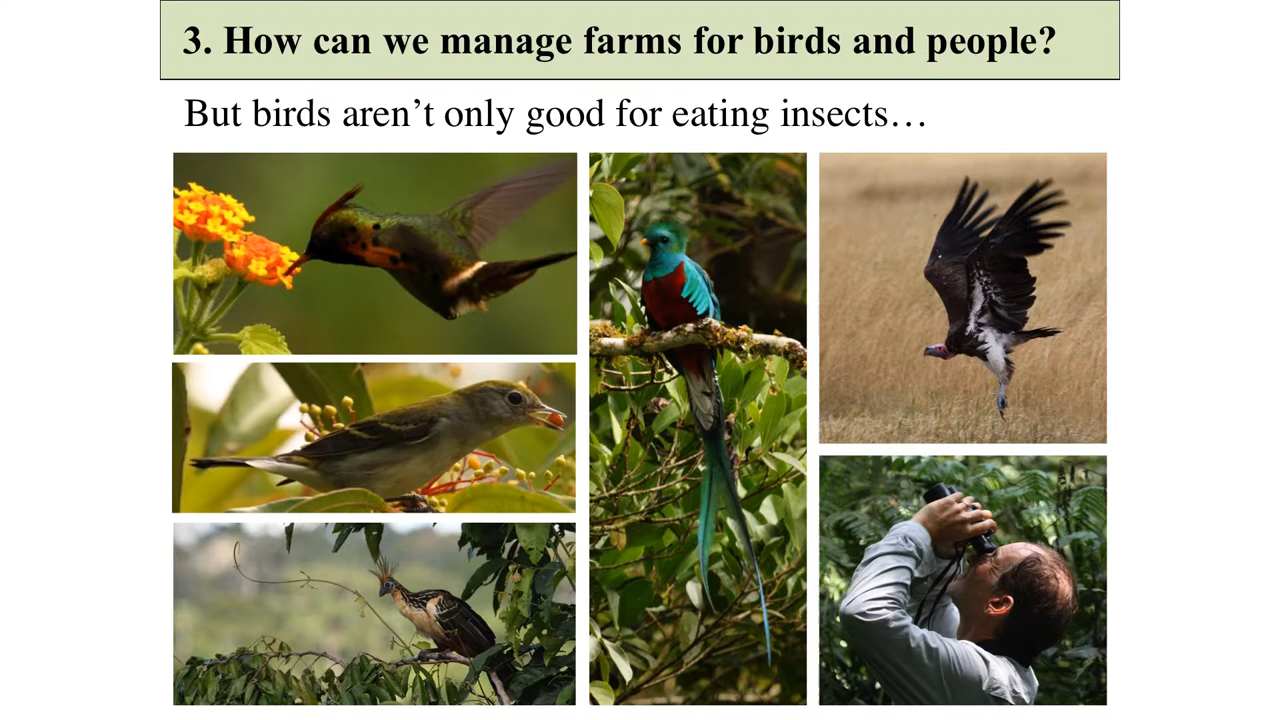 3. How can we manage farms for birds and people?
But birds aren’t only good for eating insects…